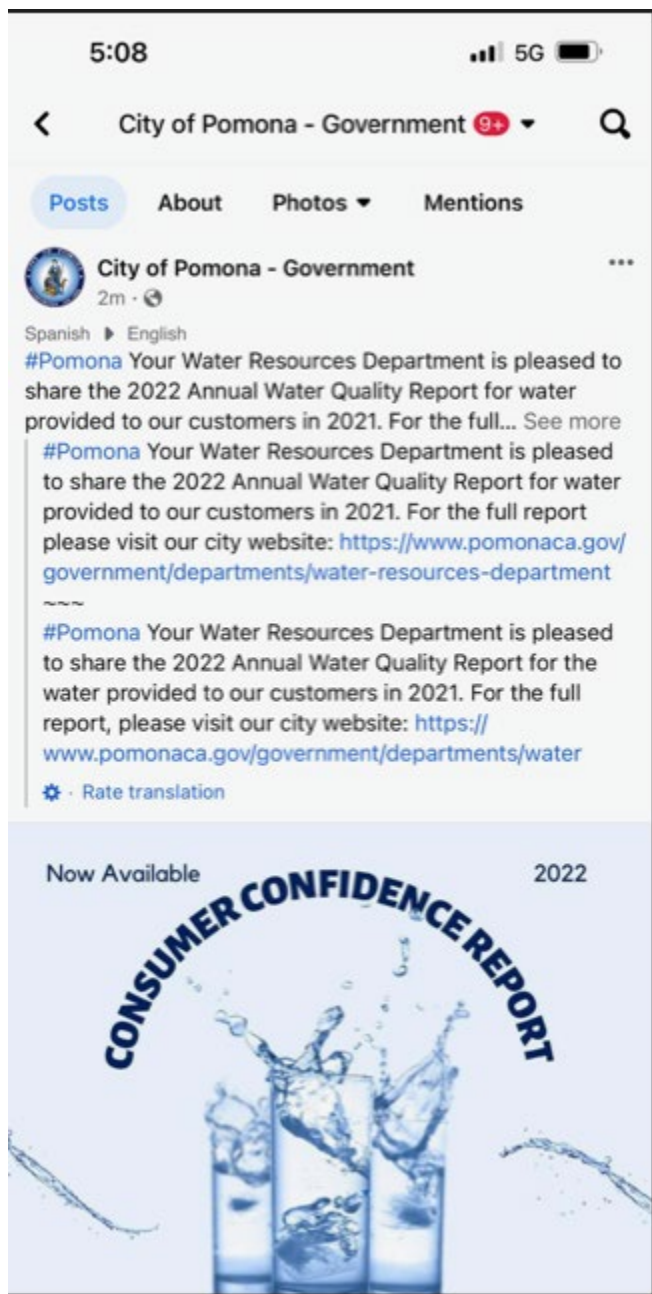 5:08 5G
City of Pomona - Government 9+
Posts About Photos Mentions
City of Pomona - Government
2m
Spanish English
#Pomona Your Water Resources Department is pleased to
share the 2022 Annual Water Quality Report for water
provided to our customers in 2021. For the full... See more
#Pomona Your Water Resources Department is pleased
to share the 2022 Annual Water Quality Report for water
provided to our customers in 2021. For the full report
please visit our city website: https://www.pomonaca.gov/
government/departments/water-resources-department
~~~
#Pomona Your Water Resources Department is pleased
to share the 2022 Annual Water Quality Report for the
water provided to our customers in 2021. For the full
report, please visit our city website: https://
www.pomonaca.gov/government/departments/water
· Rate translation
Now Available 2022
CONSUMER CONFIDENCE REPORT